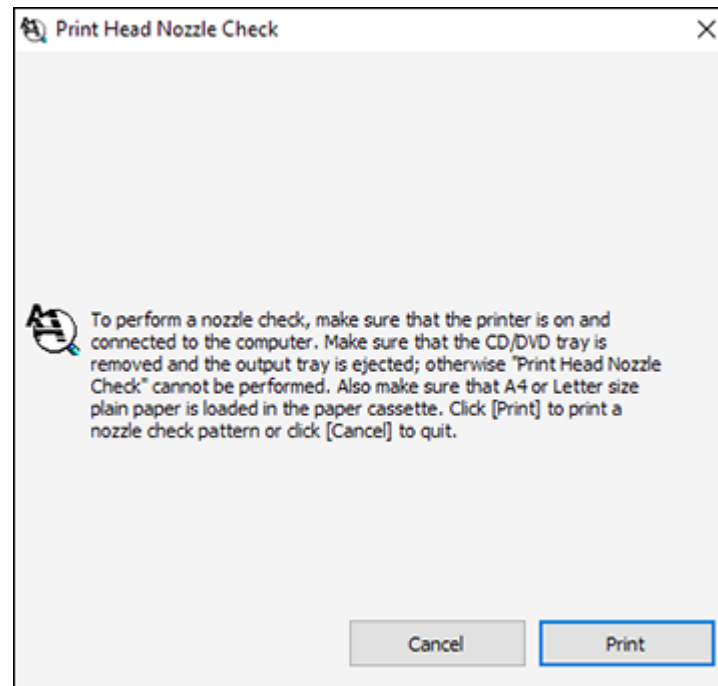 Print Head Nozzle Check
To perform a nozzle check, make sure that the printer is on and
connected to the computer. Make sure that the CD/DVD tray is
removed and the output tray is ejected; otherwise "Print Head Nozzle
Check" cannot be performed. Also make sure that A4 or Letter size
plain paper is loaded in the paper cassette. Click [Print] to print a
nozzle check pattern or click [Cancel] to quit.
Cancel Print